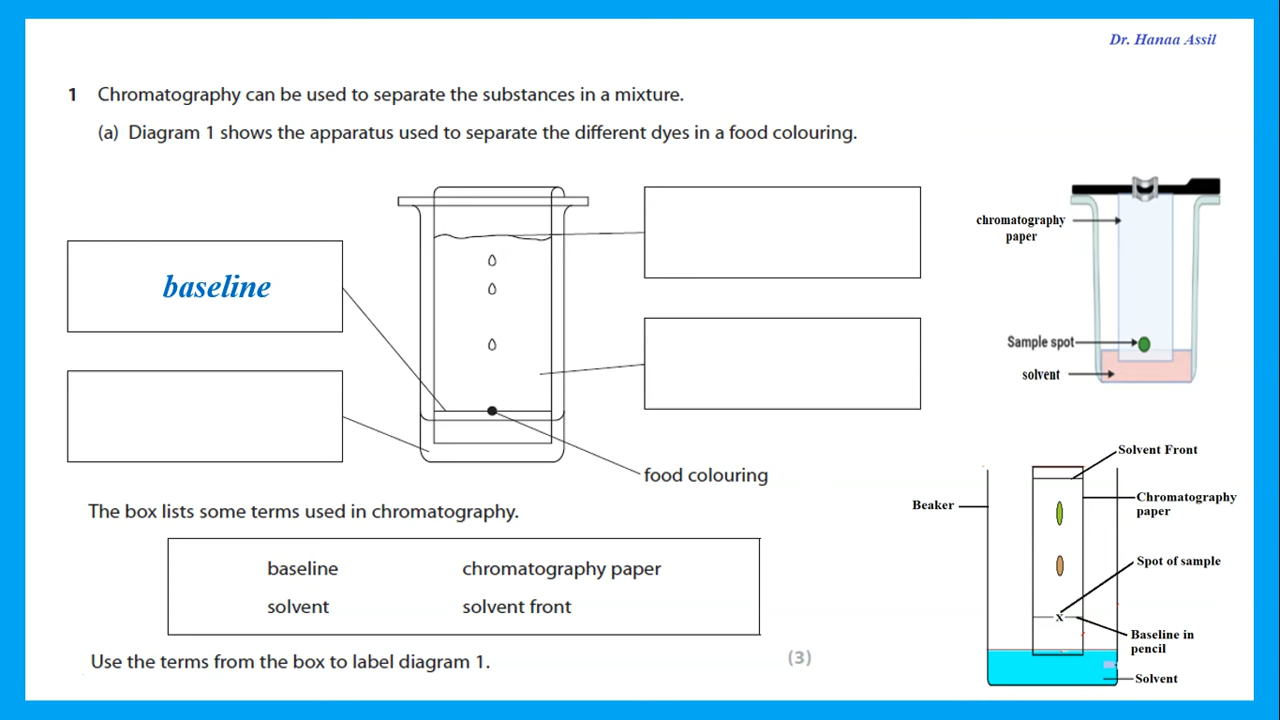 Dr. Hanaa Assil
1 Chromatography can be used to separate the substances in a mixture.
(a) Diagram 1 shows the apparatus used to separate the different dyes in a food colouring.
baseline
food colouring
The box lists some terms used in chromatography.
baseline chromatography paper
solvent solvent front
Use the terms from the box to label diagram 1.
(3)
chromatography
paper
Sample spot
solvent
Solvent Front
Beaker
Chromatography
paper
Spot of sample
x
Baseline in
pencil
Solvent